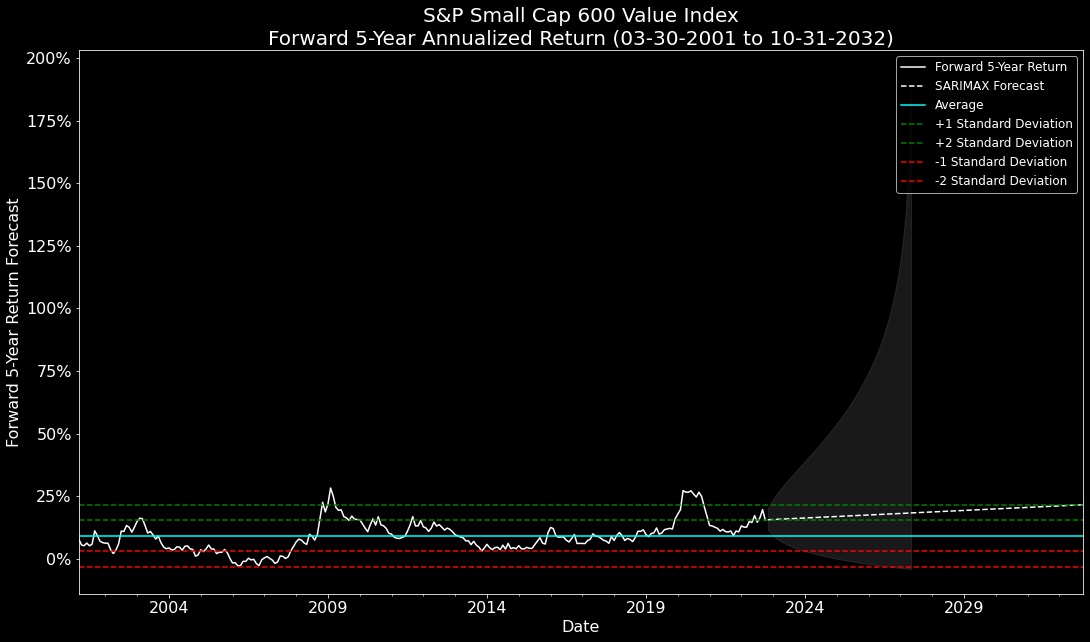 S&P Small Cap 600 Value Index
Forward 5-Year Annualized Return (03-30-2001 to 10-31-2032)
Forward 5-Year Return Forecast
200%
175%
150%
125%
100%
75%
50%
25%
0%
Forward 5-Year Return
SARIMAX Forecast
Average
+1 Standard Deviation
+2 Standard Deviation
-1 Standard Deviation
-2 Standard Deviation
2004
2009
2014
2019
2024
2029
Date